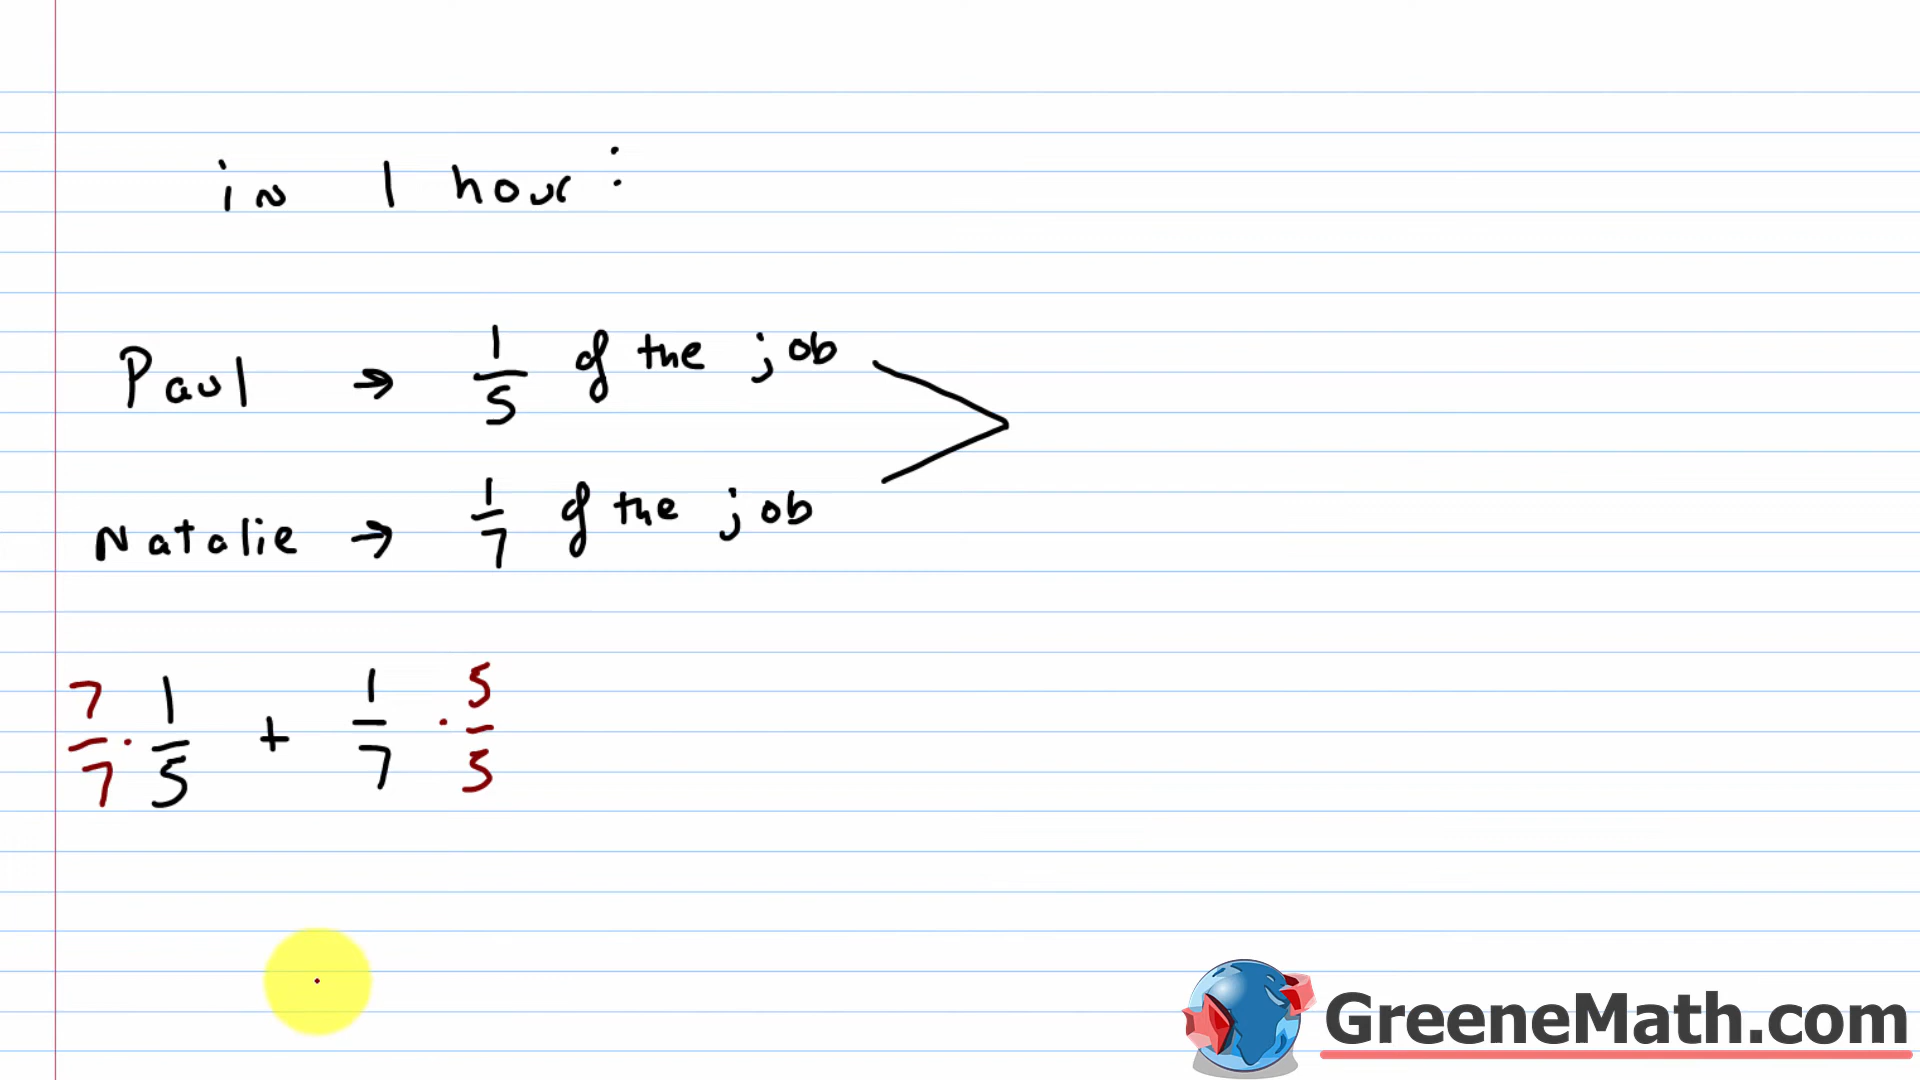 in 1 hour:
Paul → 1/5 of the job
Natalie → 1/7 of the job
7/7 · 1/5 + 1/7 · 5/5
GreeneMath.com